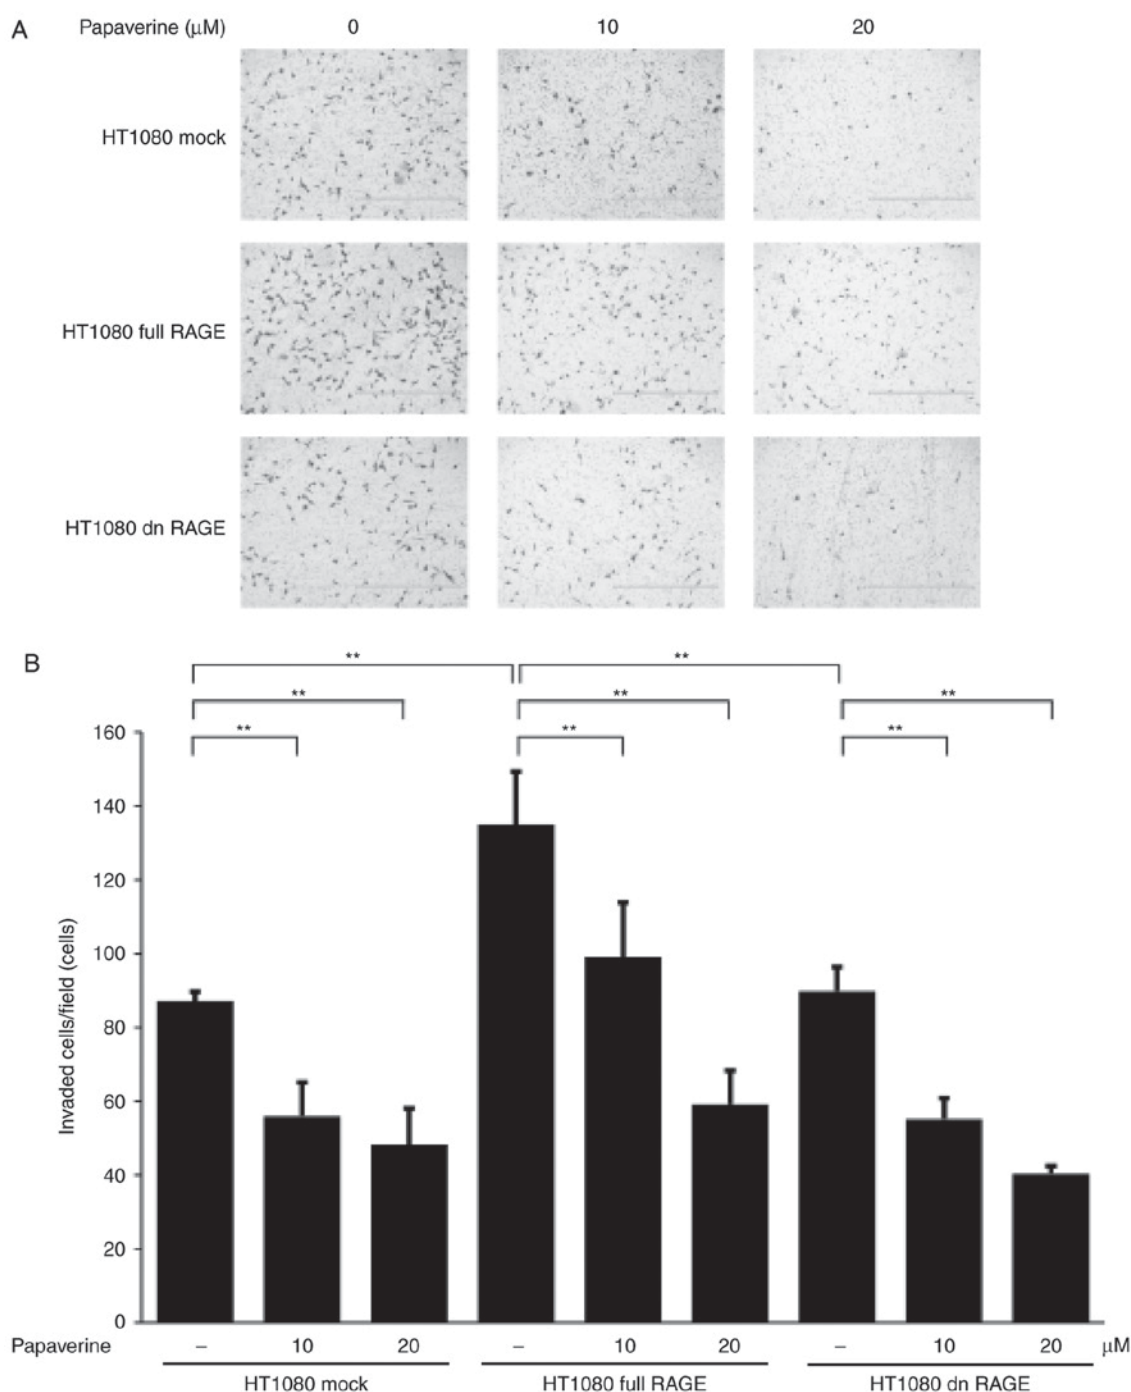 A
Papaverine (μM) 0 10 20
HT1080 mock
HT1080 full RAGE
HT1080 dn RAGE
B
** **
** ** **
** ** **
160
140
120
100
80
60
40
20
0
Invaded cells/field (cells)
Papaverine – 10 20 – 10 20 – 10 20 μM
HT1080 mock HT1080 full RAGE HT1080 dn RAGE